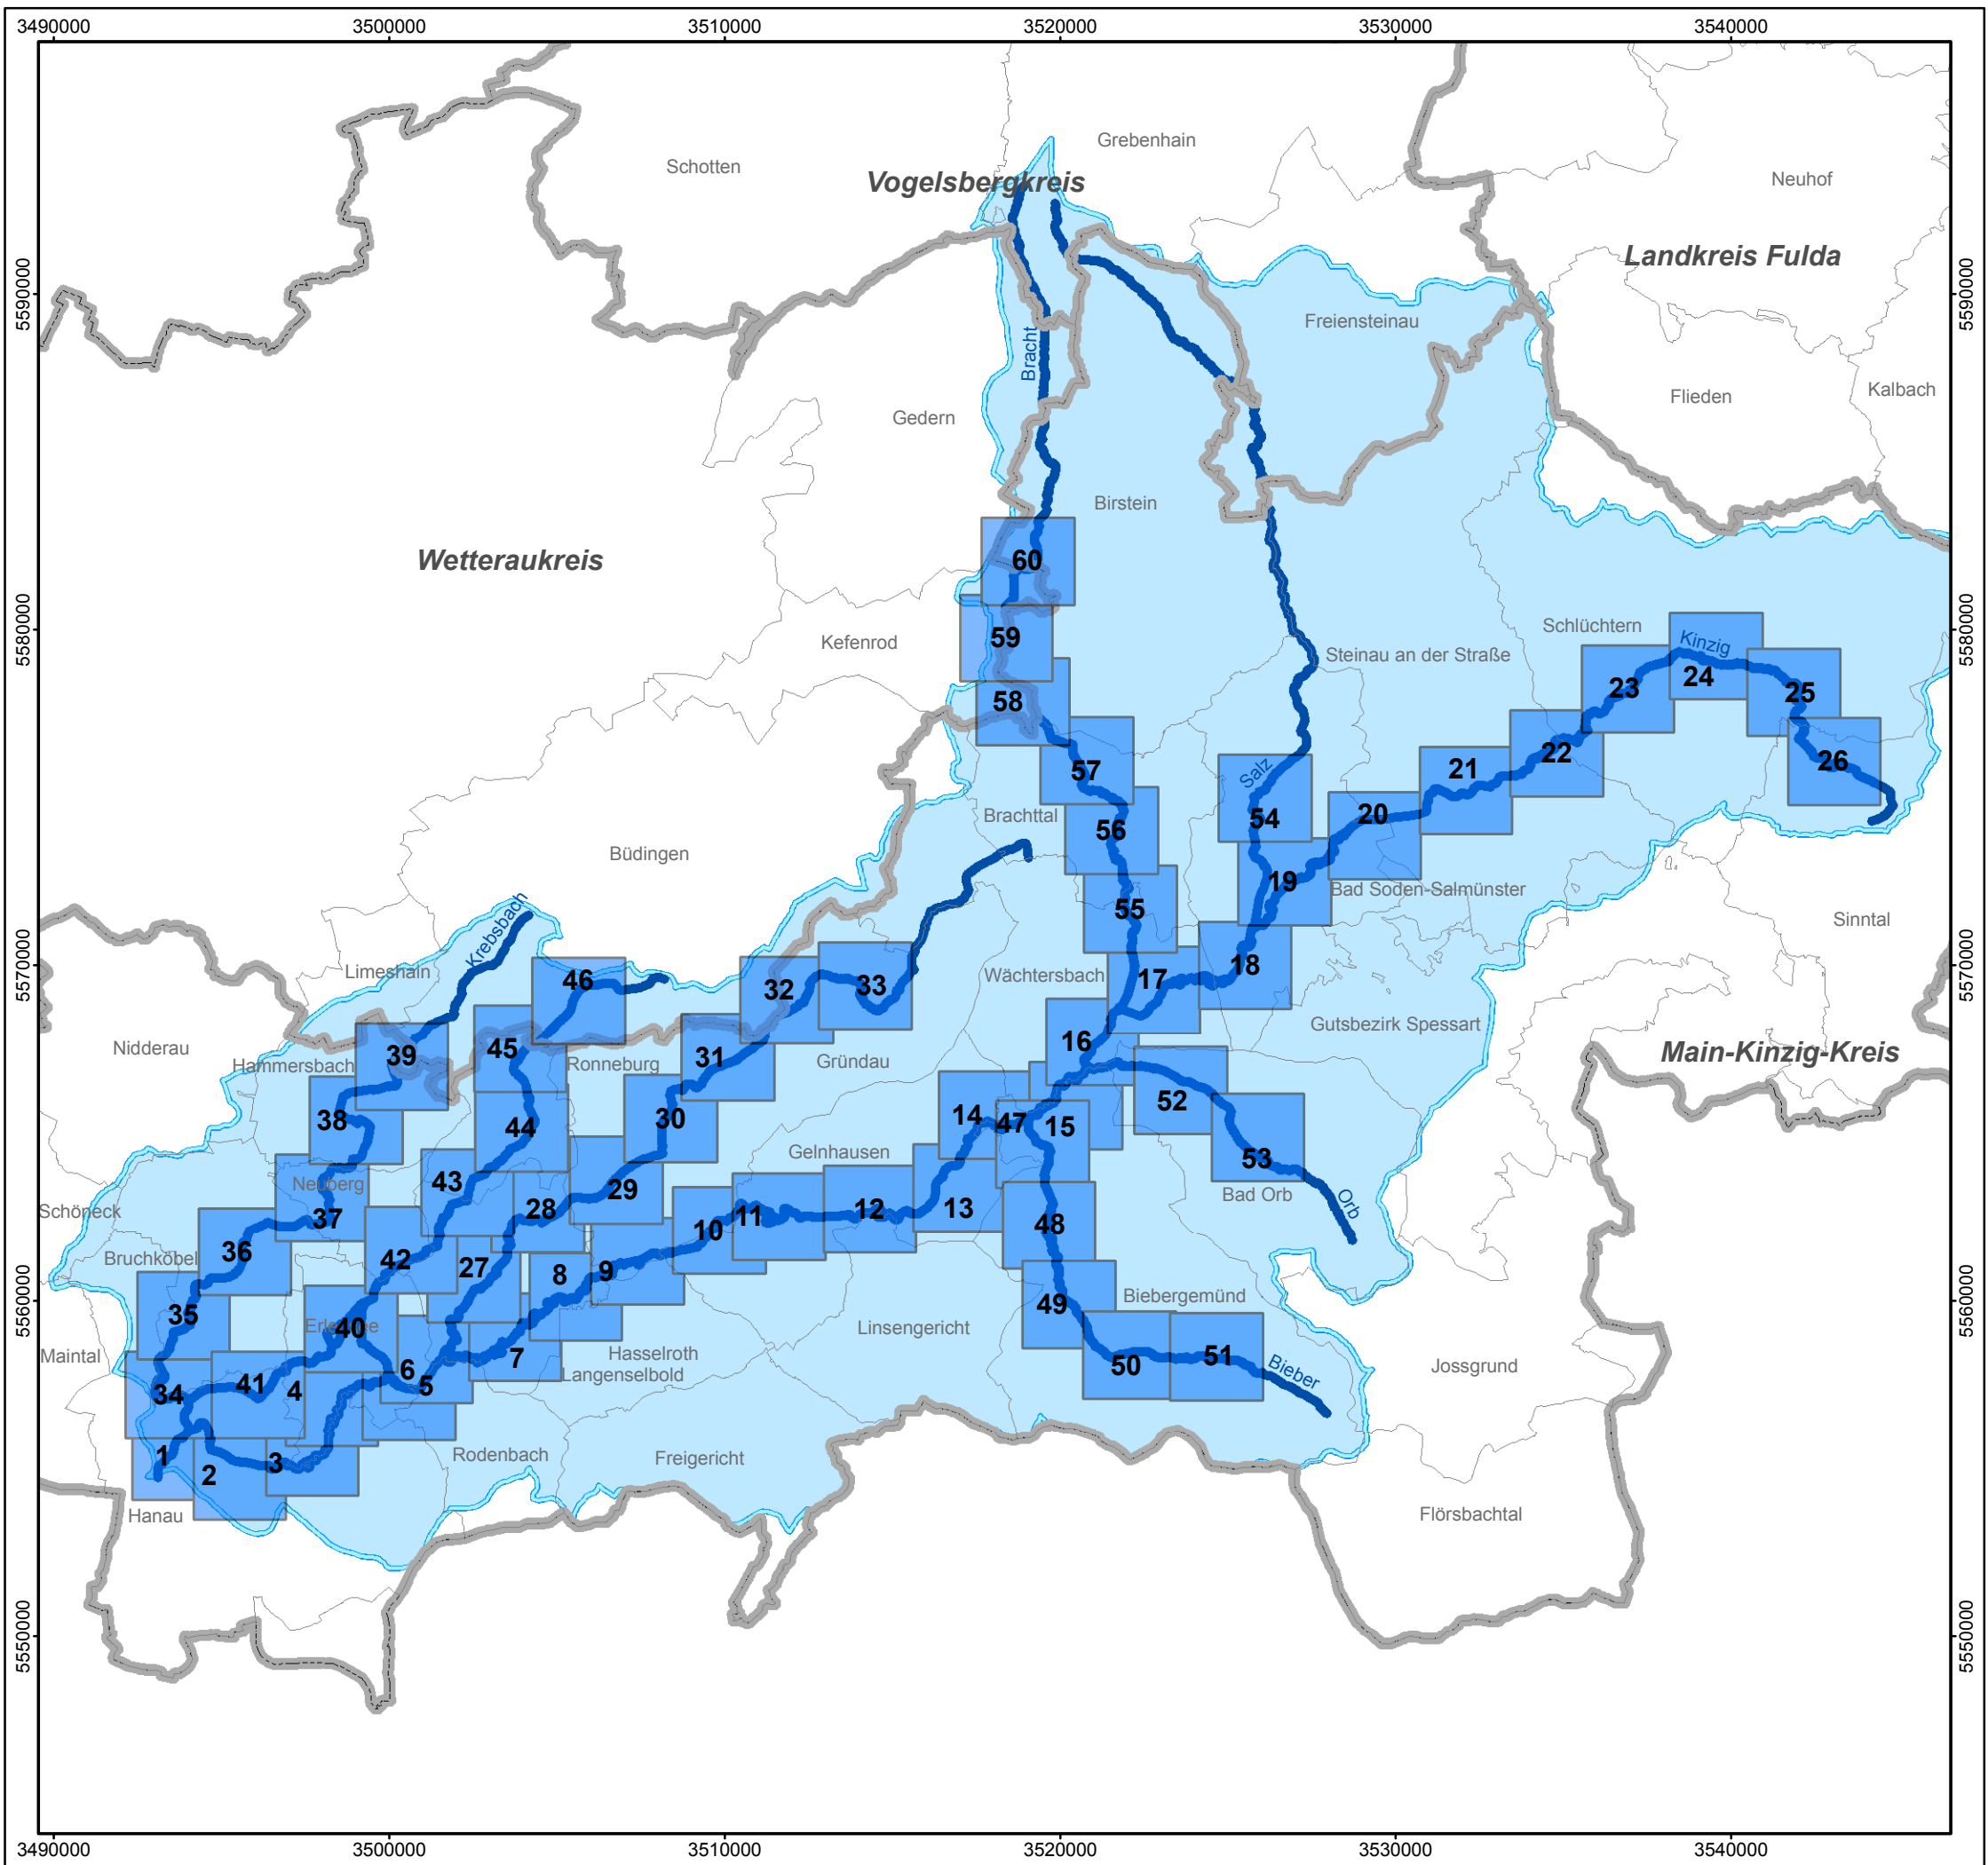 3490000 3500000 3510000 3520000 3530000 3540000
Grebenhain
Schotten
Vogelsbergkreis
Neuhof
Landkreis Fulda
5590000
5590000
Freiensteinau
Bracht
Flieden
Kalbach
Gedern
Birstein
Wetteraukreis
60
5580000
5580000
Schlüchtern
59
Kefenrod
Kinzig
Steinau an der Straße
24
23
25
58
22
26
57
21
Salz
Brachttal
54
20
56
Büdingen
19
Bad Soden-Salmünster
55
Krebsbach
Sinntal
5570000
5570000
Limeshain
46
Wächtersbach
17
18
32
33
Gutsbezirk Spessart
Nidderau
45
39
16
Main-Kinzig-Kreis
Hammersbach
Ronneburg
31
Gründau
52
38
44
30
14
47
15
Gelnhausen
53
43
Neuberg
29
Bad Orb
Orb
Schöneck
37
28
12
13
11
10
48
36
Bruchköbel
42
27
8
9
5560000
5560000
35
49
Biebergemünd
40
Linsengericht
Maintal
6
7
Hasselroth
Langenselbold
51
50
Bieber
Jossgrund
34
41
4
5
1
2
3
Rodenbach
Freigericht
Hanau
Flörsbachtal
5550000
5550000
3490000 3500000 3510000 3520000 3530000 3540000